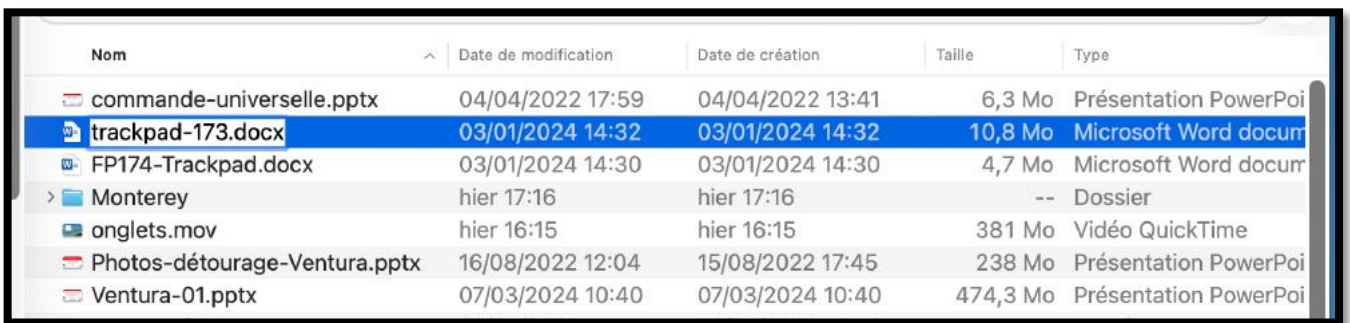 Nom Date de modification Date de création Taille Type
commande-universelle.pptx 04/04/2022 17:59 04/04/2022 13:41 6,3 Mo Présentation PowerPoi
trackpad-173.docx 03/01/2024 14:32 03/01/2024 14:32 10,8 Mo Microsoft Word docum
FP174-Trackpad.docx 03/01/2024 14:30 03/01/2024 14:30 4,7 Mo Microsoft Word docum
Monterey hier 17:16 hier 17:16 -- Dossier
onglets.mov hier 16:15 hier 16:15 381 Mo Vidéo QuickTime
Photos-détourage-Ventura.pptx 16/08/2022 12:04 15/08/2022 17:45 238 Mo Présentation PowerPoi
Ventura-01.pptx 07/03/2024 10:40 07/03/2024 10:40 474,3 Mo Présentation PowerPoi